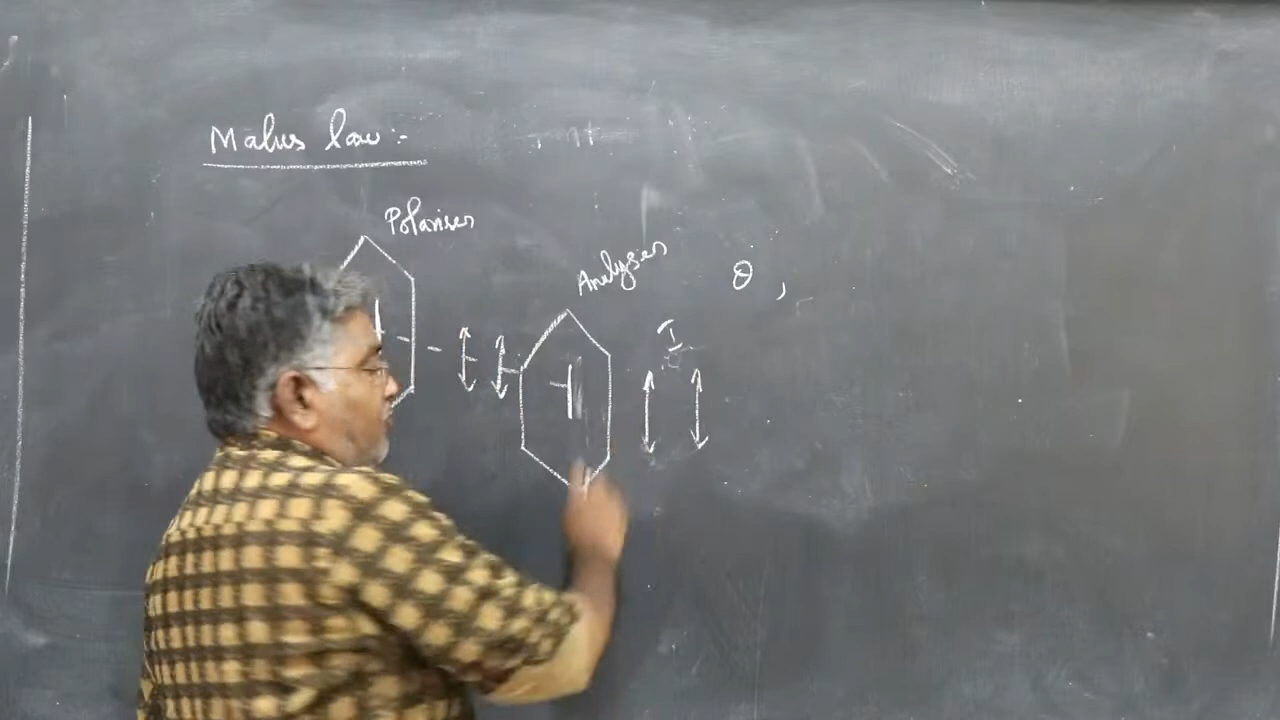 Malus law :-
Polariser
Analyser
θ ,
I